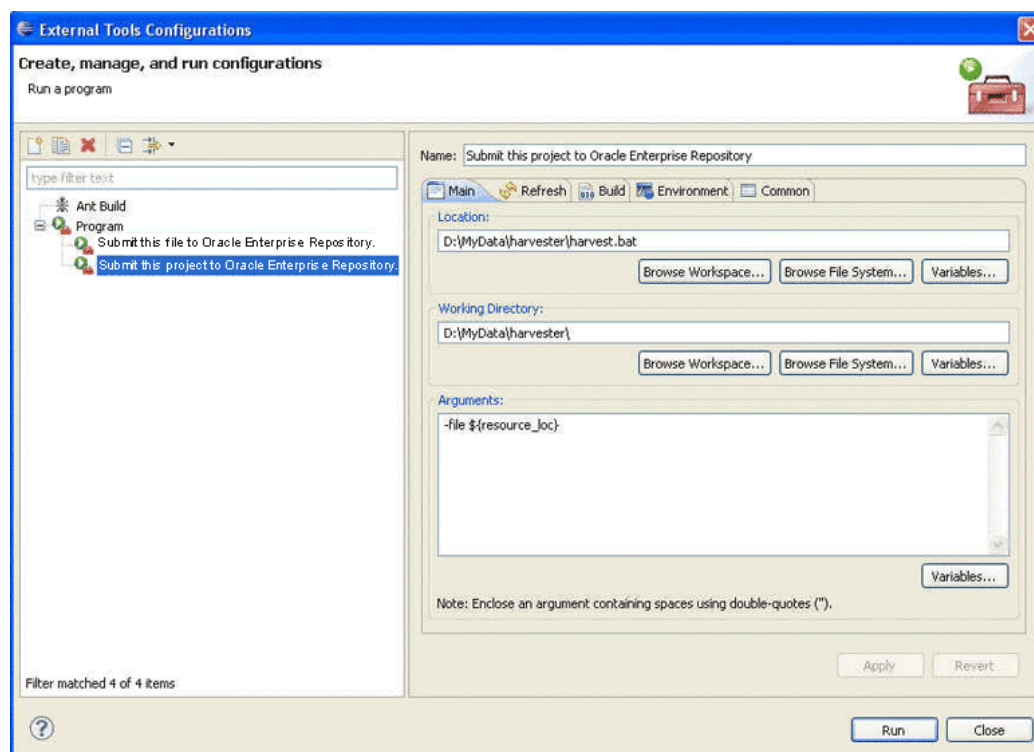 External Tools Configurations
Create, manage, and run configurations
Run a program
type filter text
Ant Build
Program
Submit this file to Oracle Enterprise Repository.
Submit this project to Oracle Enterprise Repository.
Filter matched 4 of 4 items
Name: Submit this project to Oracle Enterprise Repository
Main Refresh Build Environment Common
Location:
D:\MyData\harvester\harvest.bat
Browse Workspace... Browse File System... Variables...
Working Directory:
D:\MyData\harvester\
Browse Workspace... Browse File System... Variables...
Arguments:
-file ${resource_loc}
Variables...
Note: Enclose an argument containing spaces using double-quotes (").
Apply Revert
Run Close